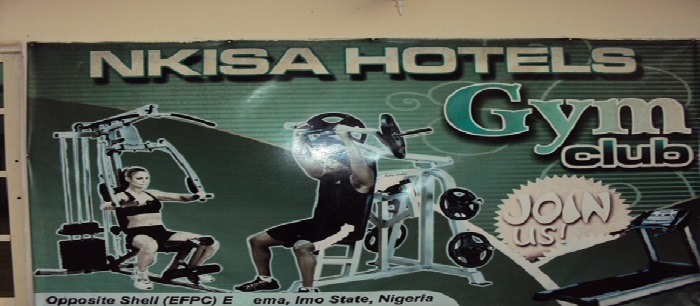 NKISA HOTELS
Gym
club
JOIN
US!
Opposite Shell (EFPC) E ema, Imo State, Nigeria